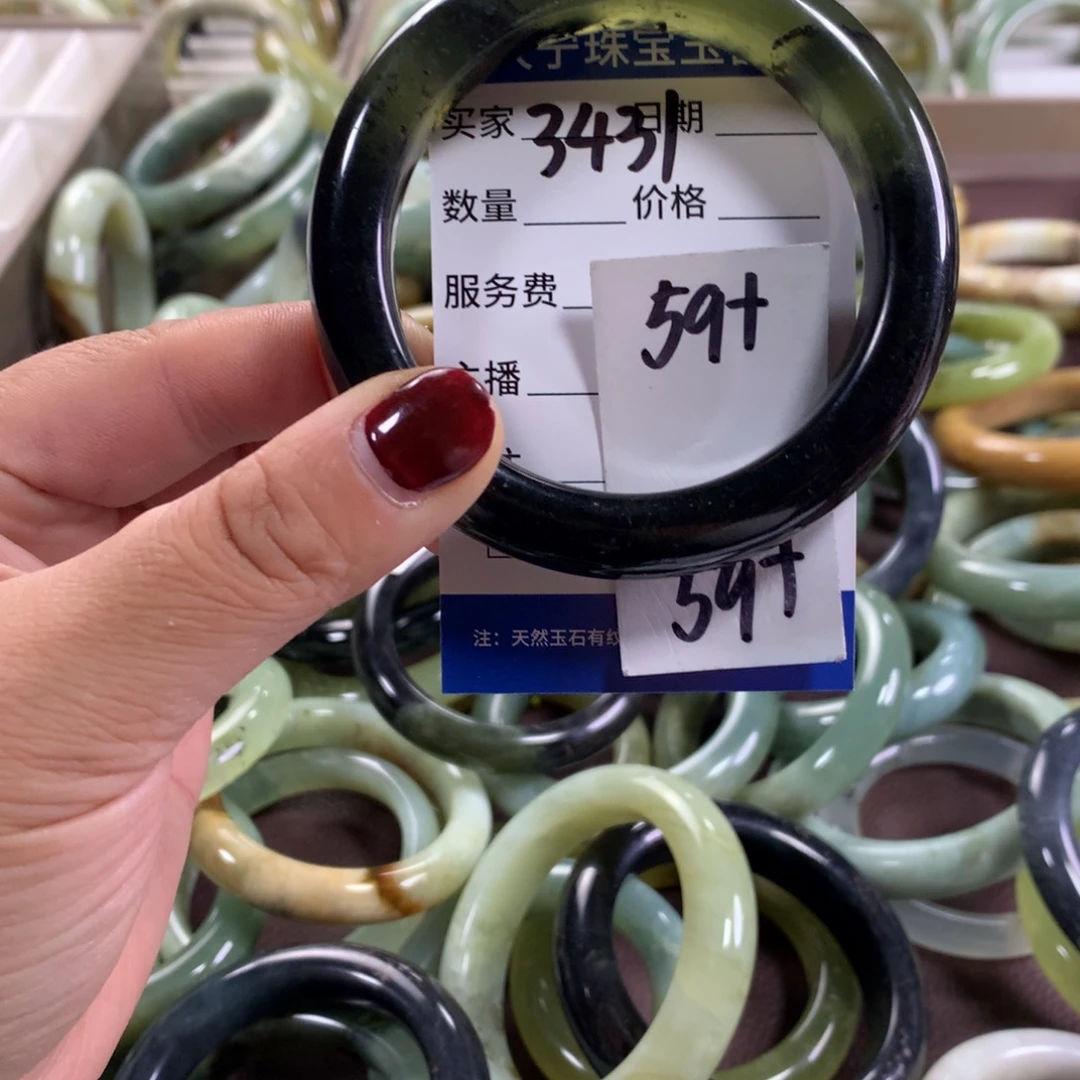 宁珠宝玉
买家 3431 日期
数量 价格
服务费
59+
主播
59+
注：天然玉石有纹